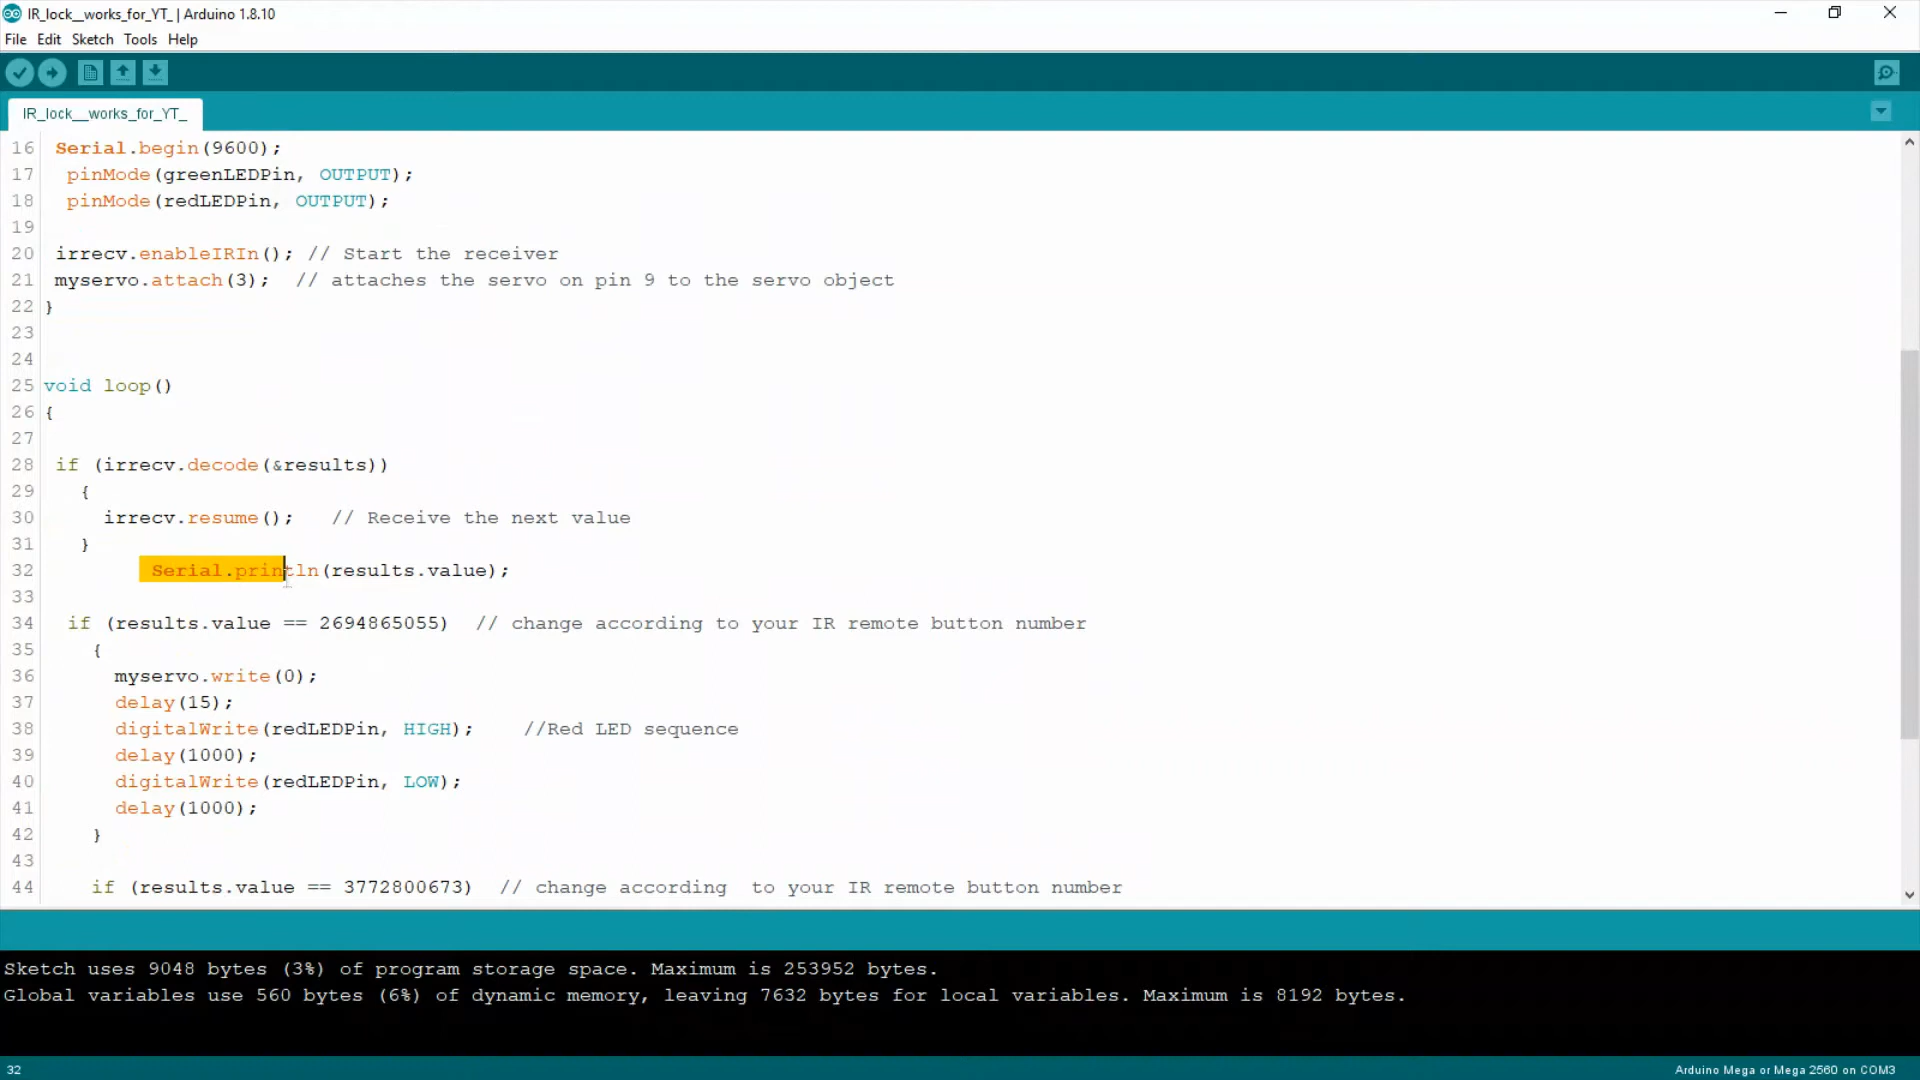 IR_lock__works_for_YT_ | Arduino 1.8.10
File Edit Sketch Tools Help
IR_lock__works_for_YT_
16 Serial.begin(9600);
17 pinMode(greenLEDPin, OUTPUT);
18 pinMode(redLEDPin, OUTPUT);
19
20 irrecv.enableIRIn(); // Start the receiver
21 myservo.attach(3);  // attaches the servo on pin 9 to the servo object
22 }
23
24
25 void loop()
26 {
27
28 if (irrecv.decode(&results))
29 {
30 irrecv.resume();   // Receive the next value
31 }
32 Serial.println(results.value);
33
34 if (results.value == 2694865055)  // change according to your IR remote button number
35 {
36 myservo.write(0);
37 delay(15);
38 digitalWrite(redLEDPin, HIGH);    //Red LED sequence
39 delay(1000);
40 digitalWrite(redLEDPin, LOW);
41 delay(1000);
42 }
43
44 if (results.value == 3772800673)  // change according  to your IR remote button number
Sketch uses 9048 bytes (3%) of program storage space. Maximum is 253952 bytes.
Global variables use 560 bytes (6%) of dynamic memory, leaving 7632 bytes for local variables. Maximum is 8192 bytes.
32 Arduino Mega or Mega 2560 on COM3